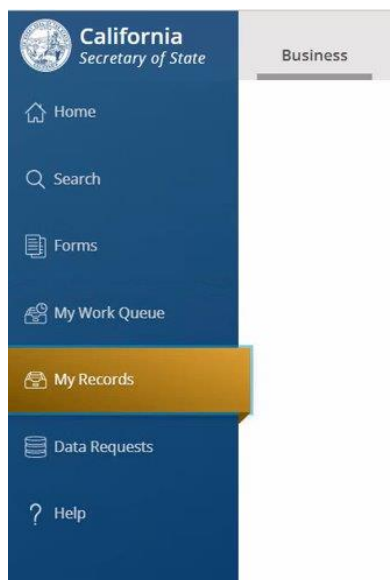 California
Secretary of State
Business
Home
Search
Forms
My Work Queue
My Records
Data Requests
? Help